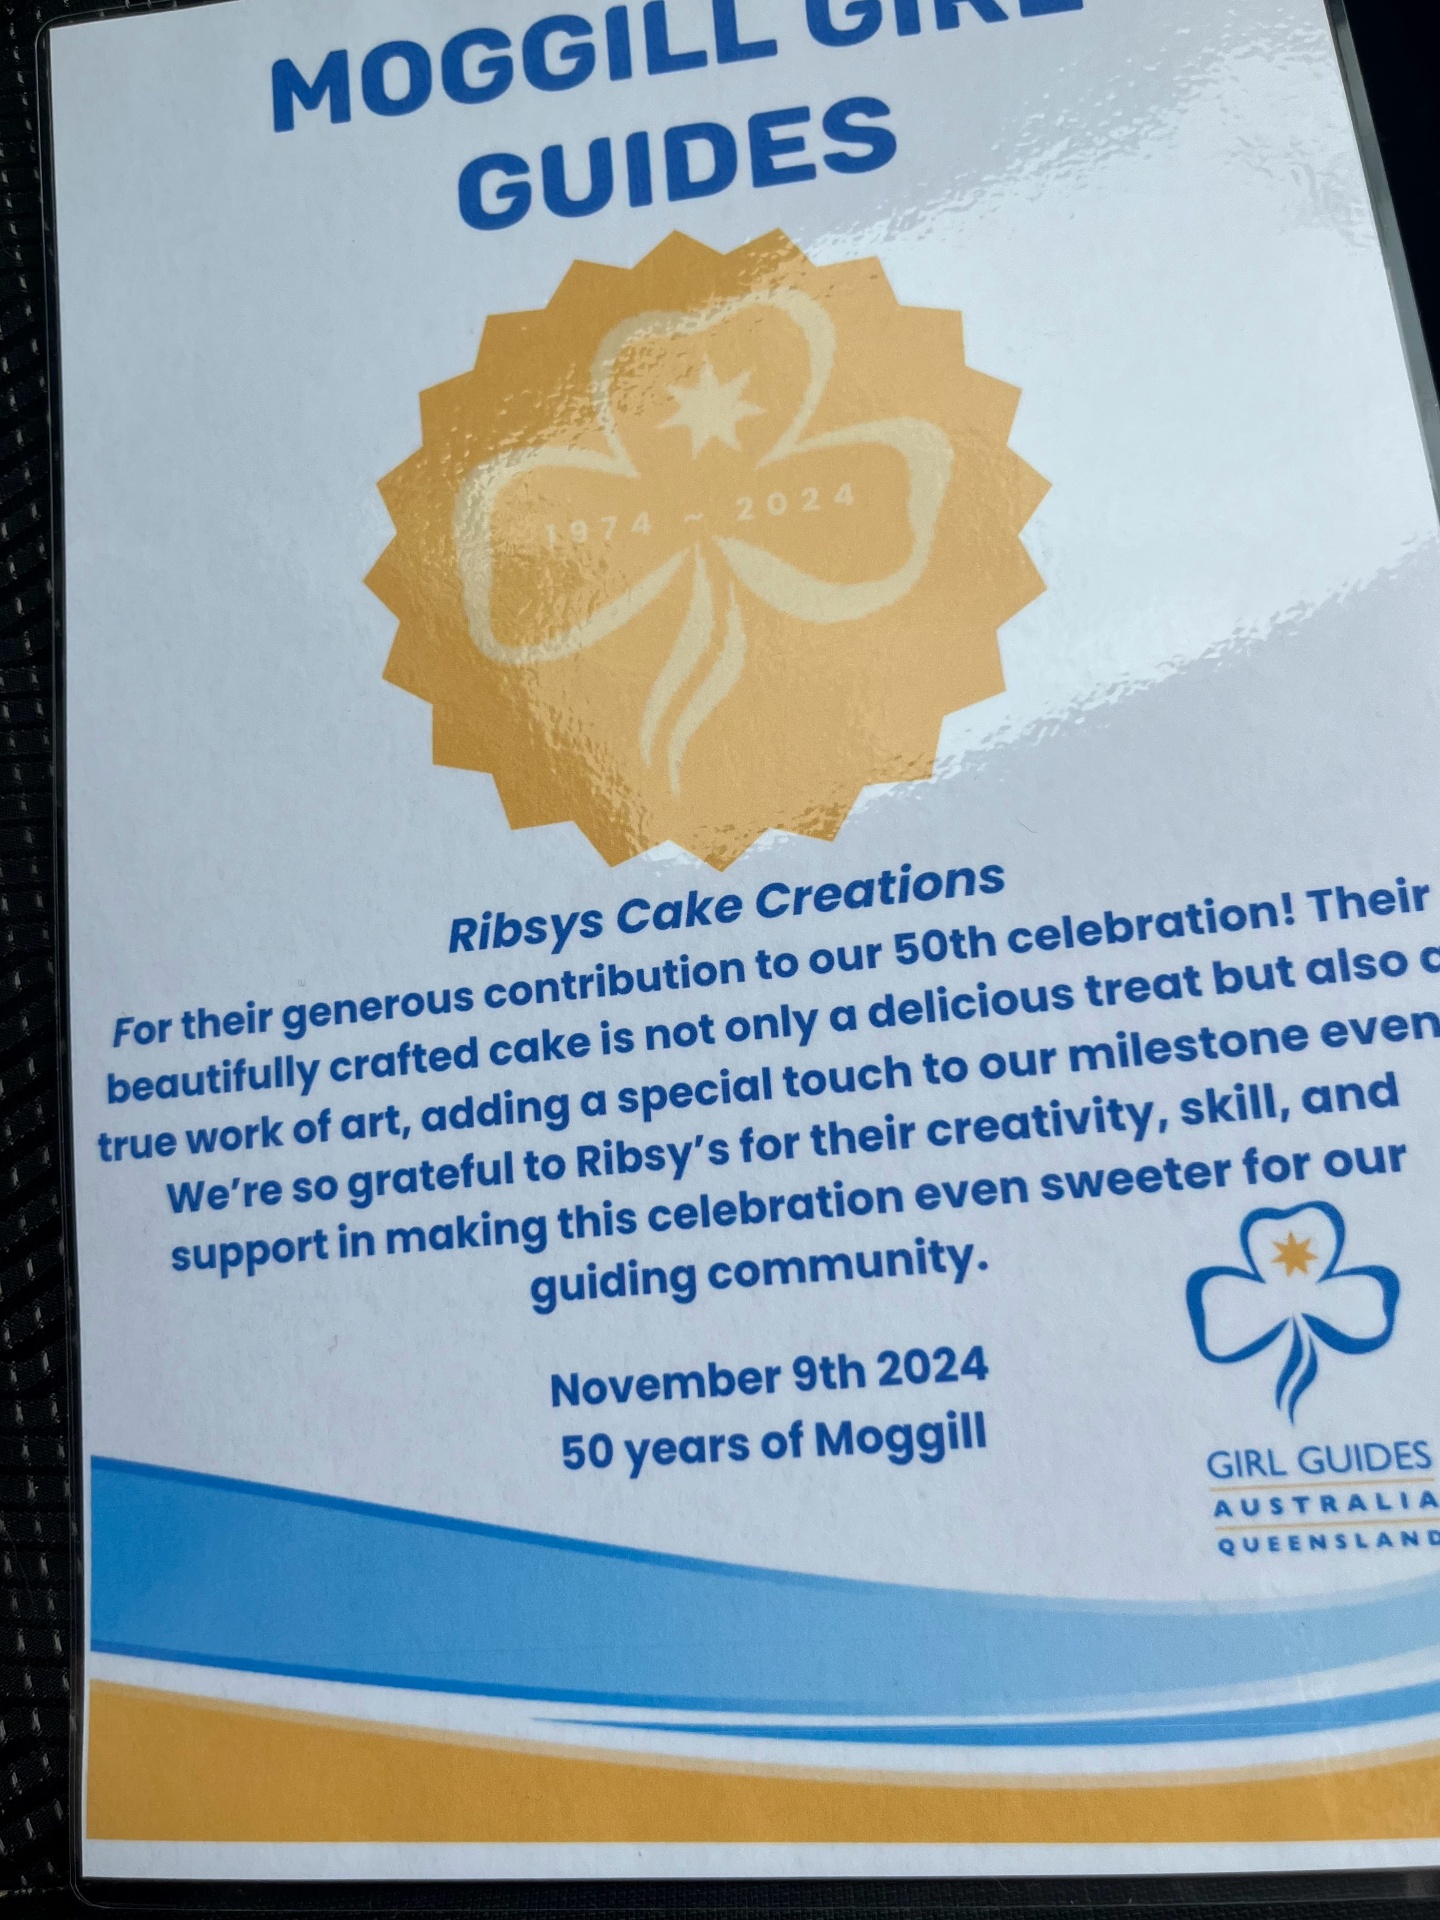 MOGGILL GIRL
GUIDES
1974 ~ 2024
Ribsys Cake Creations
For their generous contribution to our 50th celebration! Their
beautifully crafted cake is not only a delicious treat but also a
true work of art, adding a special touch to our milestone even
We're so grateful to Ribsy's for their creativity, skill, and
support in making this celebration even sweeter for our
guiding community.
November 9th 2024
50 years of Moggill
GIRL GUIDES
AUSTRALIA
QUEENSLAND